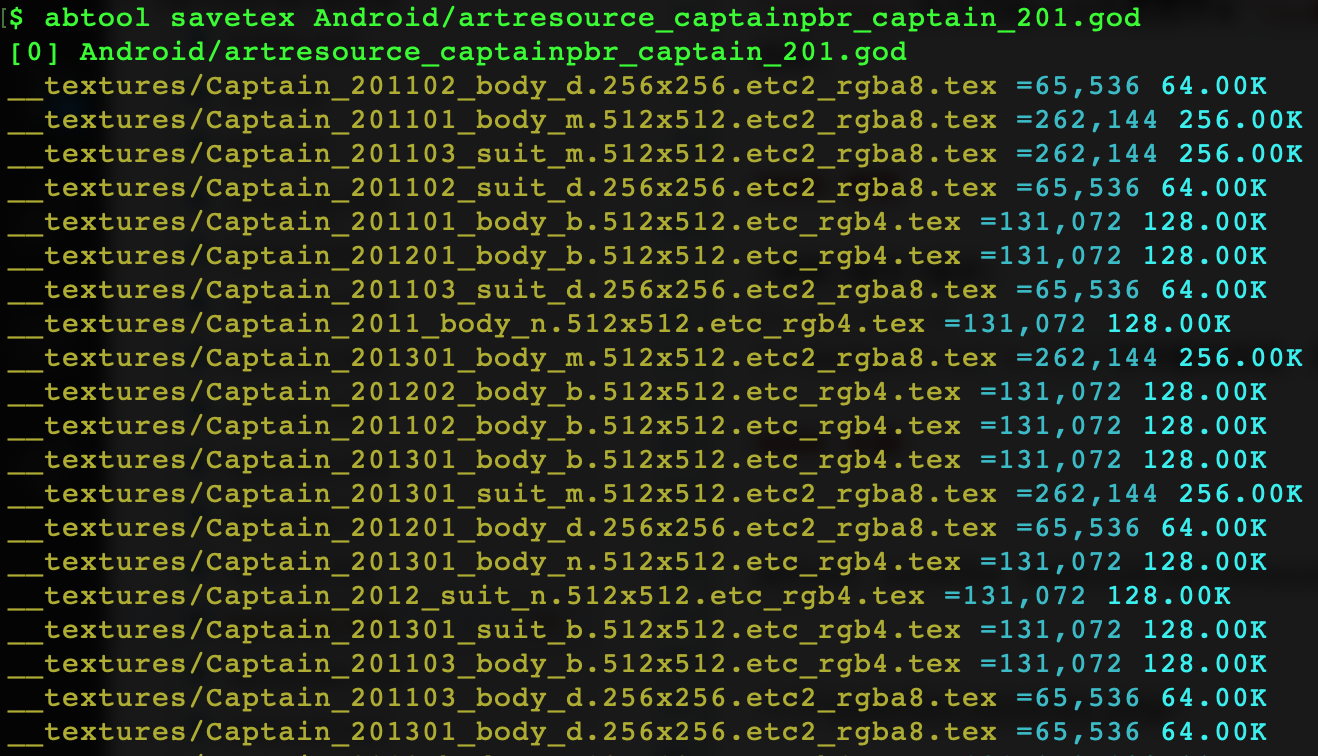 [$ abtool savetex Android/artresource_captainpbr_captain_201.god
[0] Android/artresource_captainpbr_captain_201.god
__textures/Captain_201102_body_d.256x256.etc2_rgba8.tex =65,536 64.00K
__textures/Captain_201101_body_m.512x512.etc2_rgba8.tex =262,144 256.00K
__textures/Captain_201103_suit_m.512x512.etc2_rgba8.tex =262,144 256.00K
__textures/Captain_201102_suit_d.256x256.etc2_rgba8.tex =65,536 64.00K
__textures/Captain_201101_body_b.512x512.etc_rgb4.tex =131,072 128.00K
__textures/Captain_201201_body_b.512x512.etc_rgb4.tex =131,072 128.00K
__textures/Captain_201103_suit_d.256x256.etc2_rgba8.tex =65,536 64.00K
__textures/Captain_2011_body_n.512x512.etc_rgb4.tex =131,072 128.00K
__textures/Captain_201301_body_m.512x512.etc2_rgba8.tex =262,144 256.00K
__textures/Captain_201202_body_b.512x512.etc_rgb4.tex =131,072 128.00K
__textures/Captain_201102_body_b.512x512.etc_rgb4.tex =131,072 128.00K
__textures/Captain_201301_body_b.512x512.etc_rgb4.tex =131,072 128.00K
__textures/Captain_201301_suit_m.512x512.etc2_rgba8.tex =262,144 256.00K
__textures/Captain_201201_body_d.256x256.etc2_rgba8.tex =65,536 64.00K
__textures/Captain_201301_body_n.512x512.etc_rgb4.tex =131,072 128.00K
__textures/Captain_2012_suit_n.512x512.etc_rgb4.tex =131,072 128.00K
__textures/Captain_201301_suit_b.512x512.etc_rgb4.tex =131,072 128.00K
__textures/Captain_201103_body_b.512x512.etc_rgb4.tex =131,072 128.00K
__textures/Captain_201103_body_d.256x256.etc2_rgba8.tex =65,536 64.00K
__textures/Captain_201301_body_d.256x256.etc2_rgba8.tex =65,536 64.00K